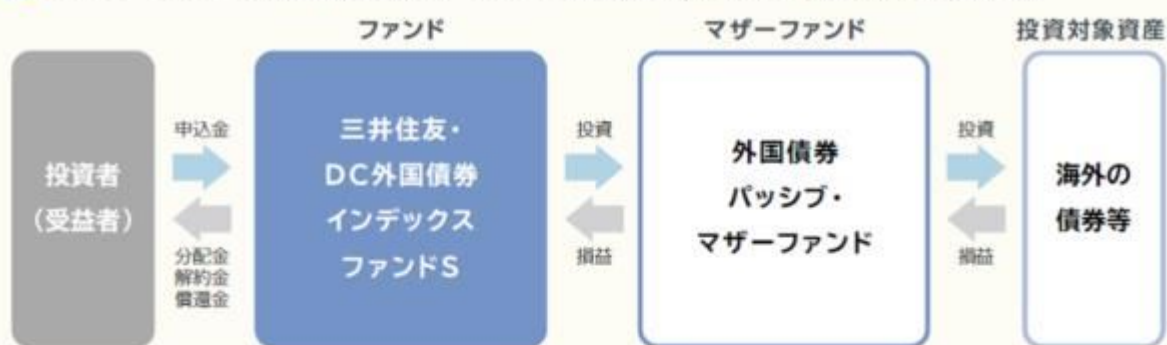 ファンド
マザーファンド
投資対象資産
投資者
（受益者）
申込金
分配金
解約金
償還金
三井住友・
DC外国債券
インデックス
ファンドS
投資
損益
外国債券
パッシブ・
マザーファンド
投資
損益
海外の
債券等